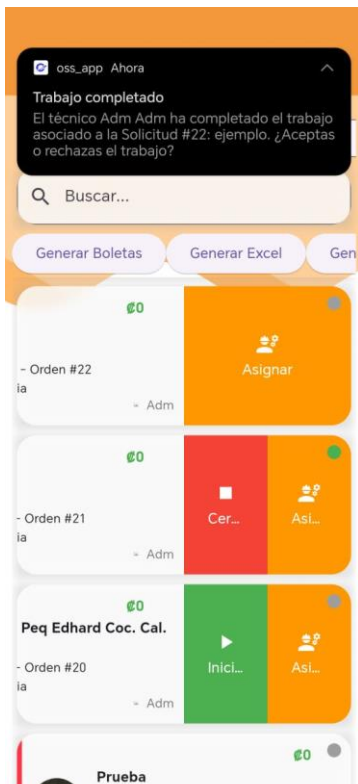 oss_app Ahora
Trabajo completado
El técnico Adm Adm ha completado el trabajo
asociado a la Solicitud #22: ejemplo. ¿Aceptas
o rechazas el trabajo?
Buscar...
Generar Boletas
Generar Excel
Gen
₡0
- Orden #22
ia
- Adm
Asignar
₡0
- Orden #21
ia
- Adm
Cer...
Asi...
₡0
Peq Edhard Coc. Cal.
- Orden #20
ia
- Adm
Inici...
Asi...
₡0
Prueba